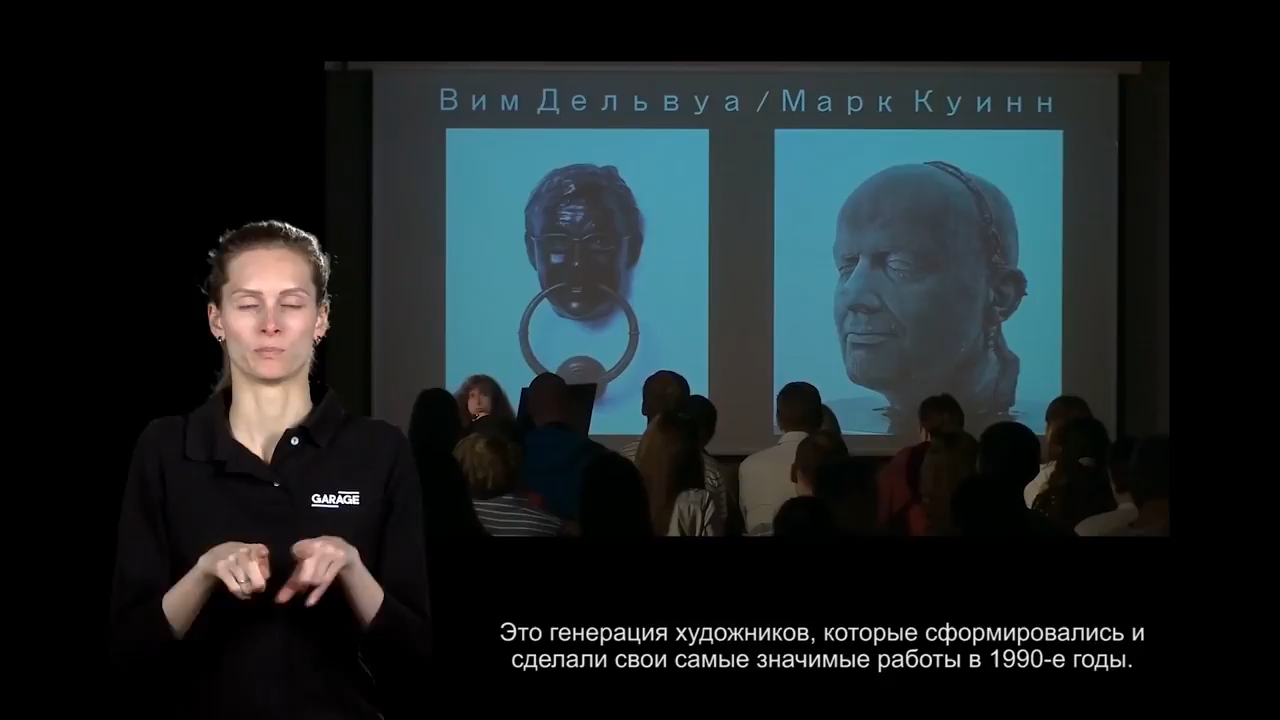 Вим Дельвуа / Марк Куинн
GARAGE
Это генерация художников, которые сформировались и
сделали свои самые значимые работы в 1990-е годы.